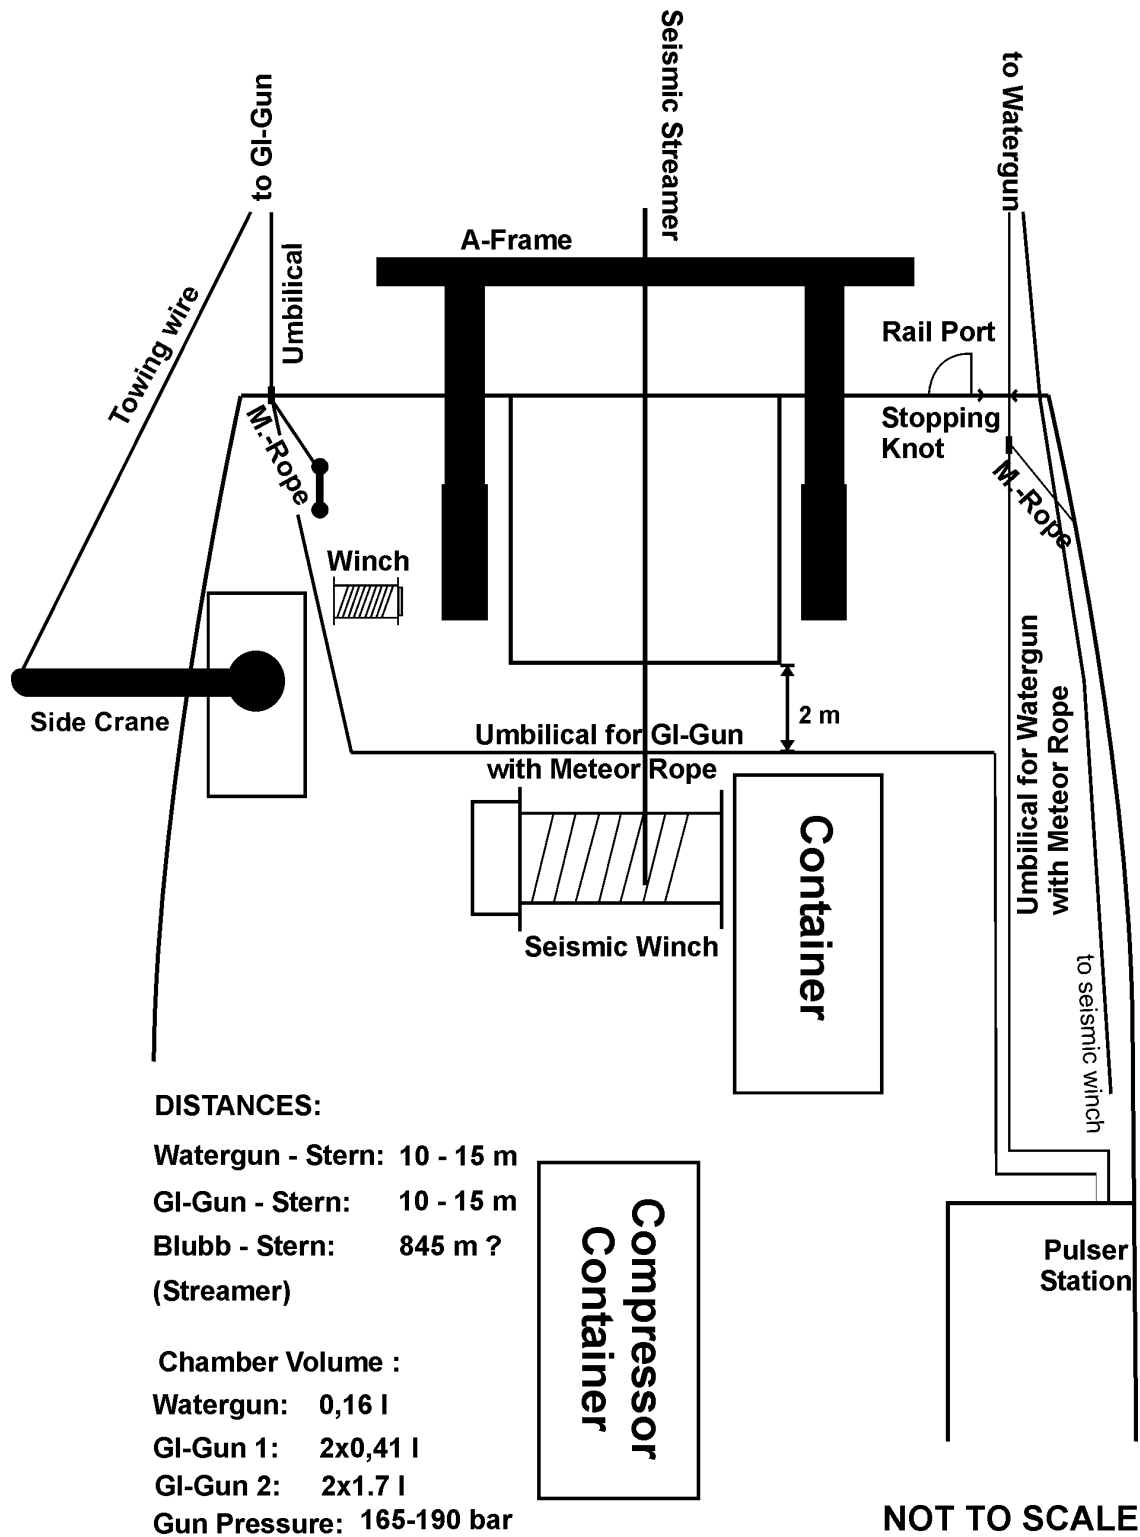 Seismic Streamer
to GI-Gun
to Watergun
A-Frame
Umbilical
Towing wire
Rail Port
Stopping
Knot
M.-Rope
M.-Rope
Winch
Side Crane
2 m
Umbilical for GI-Gun
with Meteor Rope
Umbilical for Watergun
with Meteor Rope
Container
Seismic Winch
to seismic winch
DISTANCES:
Watergun - Stern: 10 - 15 m
GI-Gun - Stern: 10 - 15 m
Blubb - Stern: 845 m ?
(Streamer)
Compressor
Container
Pulser
Station
Chamber Volume :
Watergun: 0,16 l
GI-Gun 1: 2x0,41 l
GI-Gun 2: 2x1.7 l
Gun Pressure: 165-190 bar
NOT TO SCALE